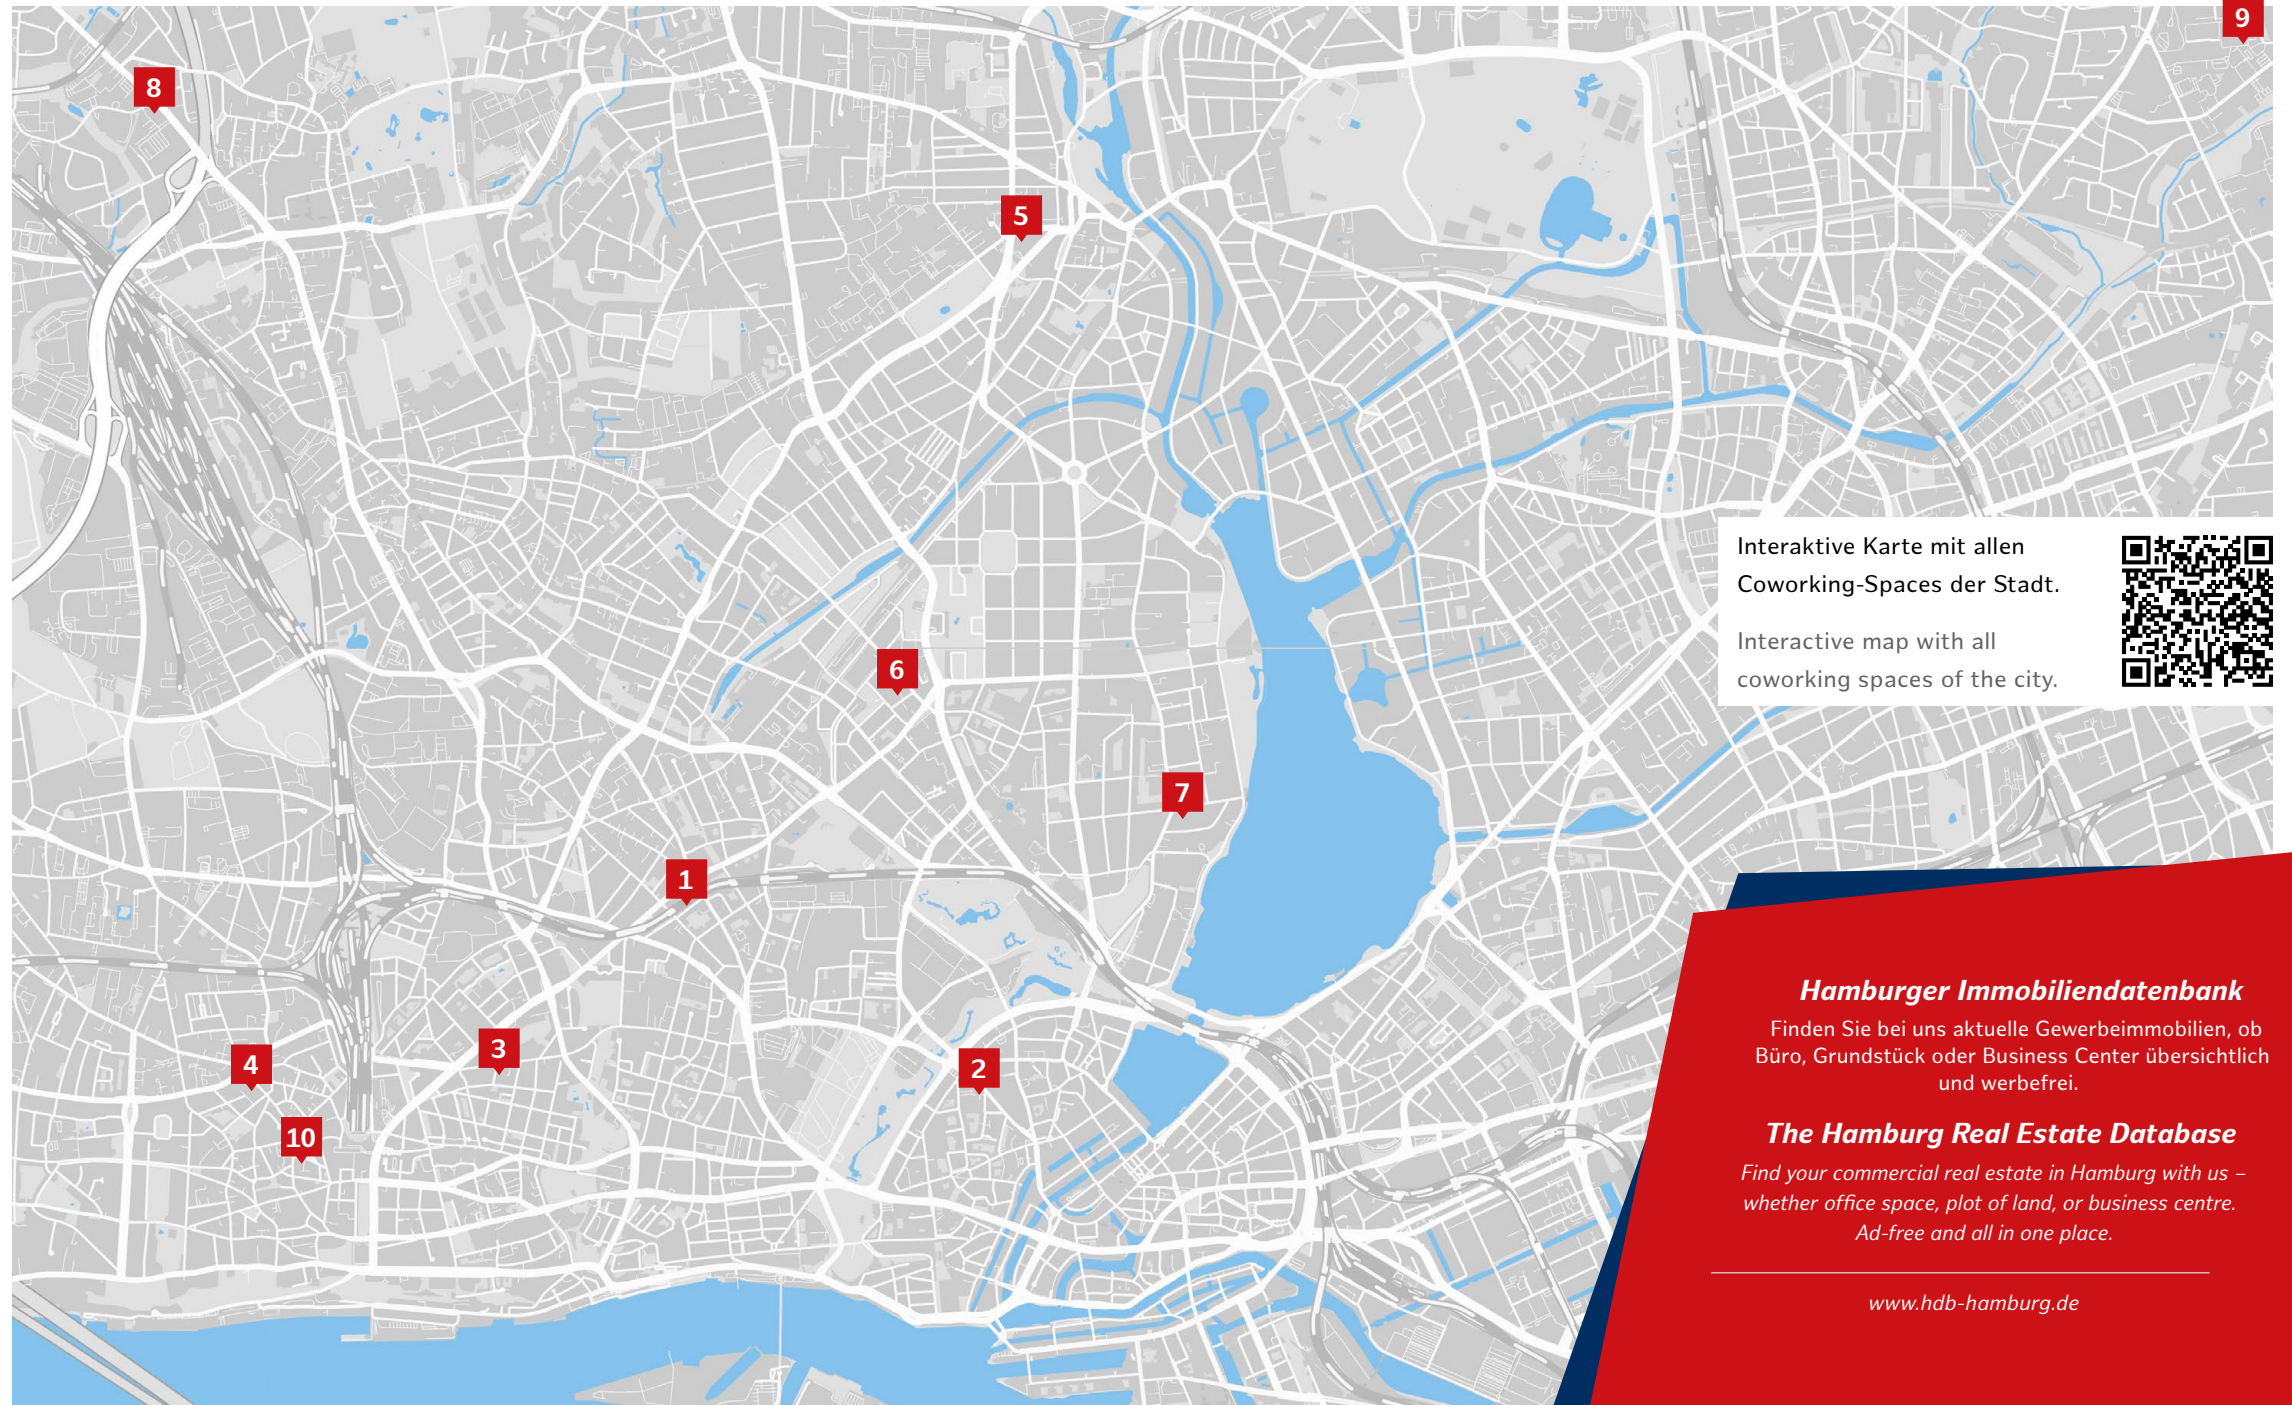 9
8
5
Interaktive Karte mit allen
Coworking-Spaces der Stadt.
Interactive map with all
coworking spaces of the city.
6
7
1
3
4
2
10
Hamburger Immobiliendatenbank
Finden Sie bei uns aktuelle Gewerbeimmobilien, ob
Büro, Grundstück oder Business Center übersichtlich
und werbefrei.
The Hamburg Real Estate Database
Find your commercial real estate in Hamburg with us –
whether office space, plot of land, or business centre.
Ad-free and all in one place.
www.hdb-hamburg.de